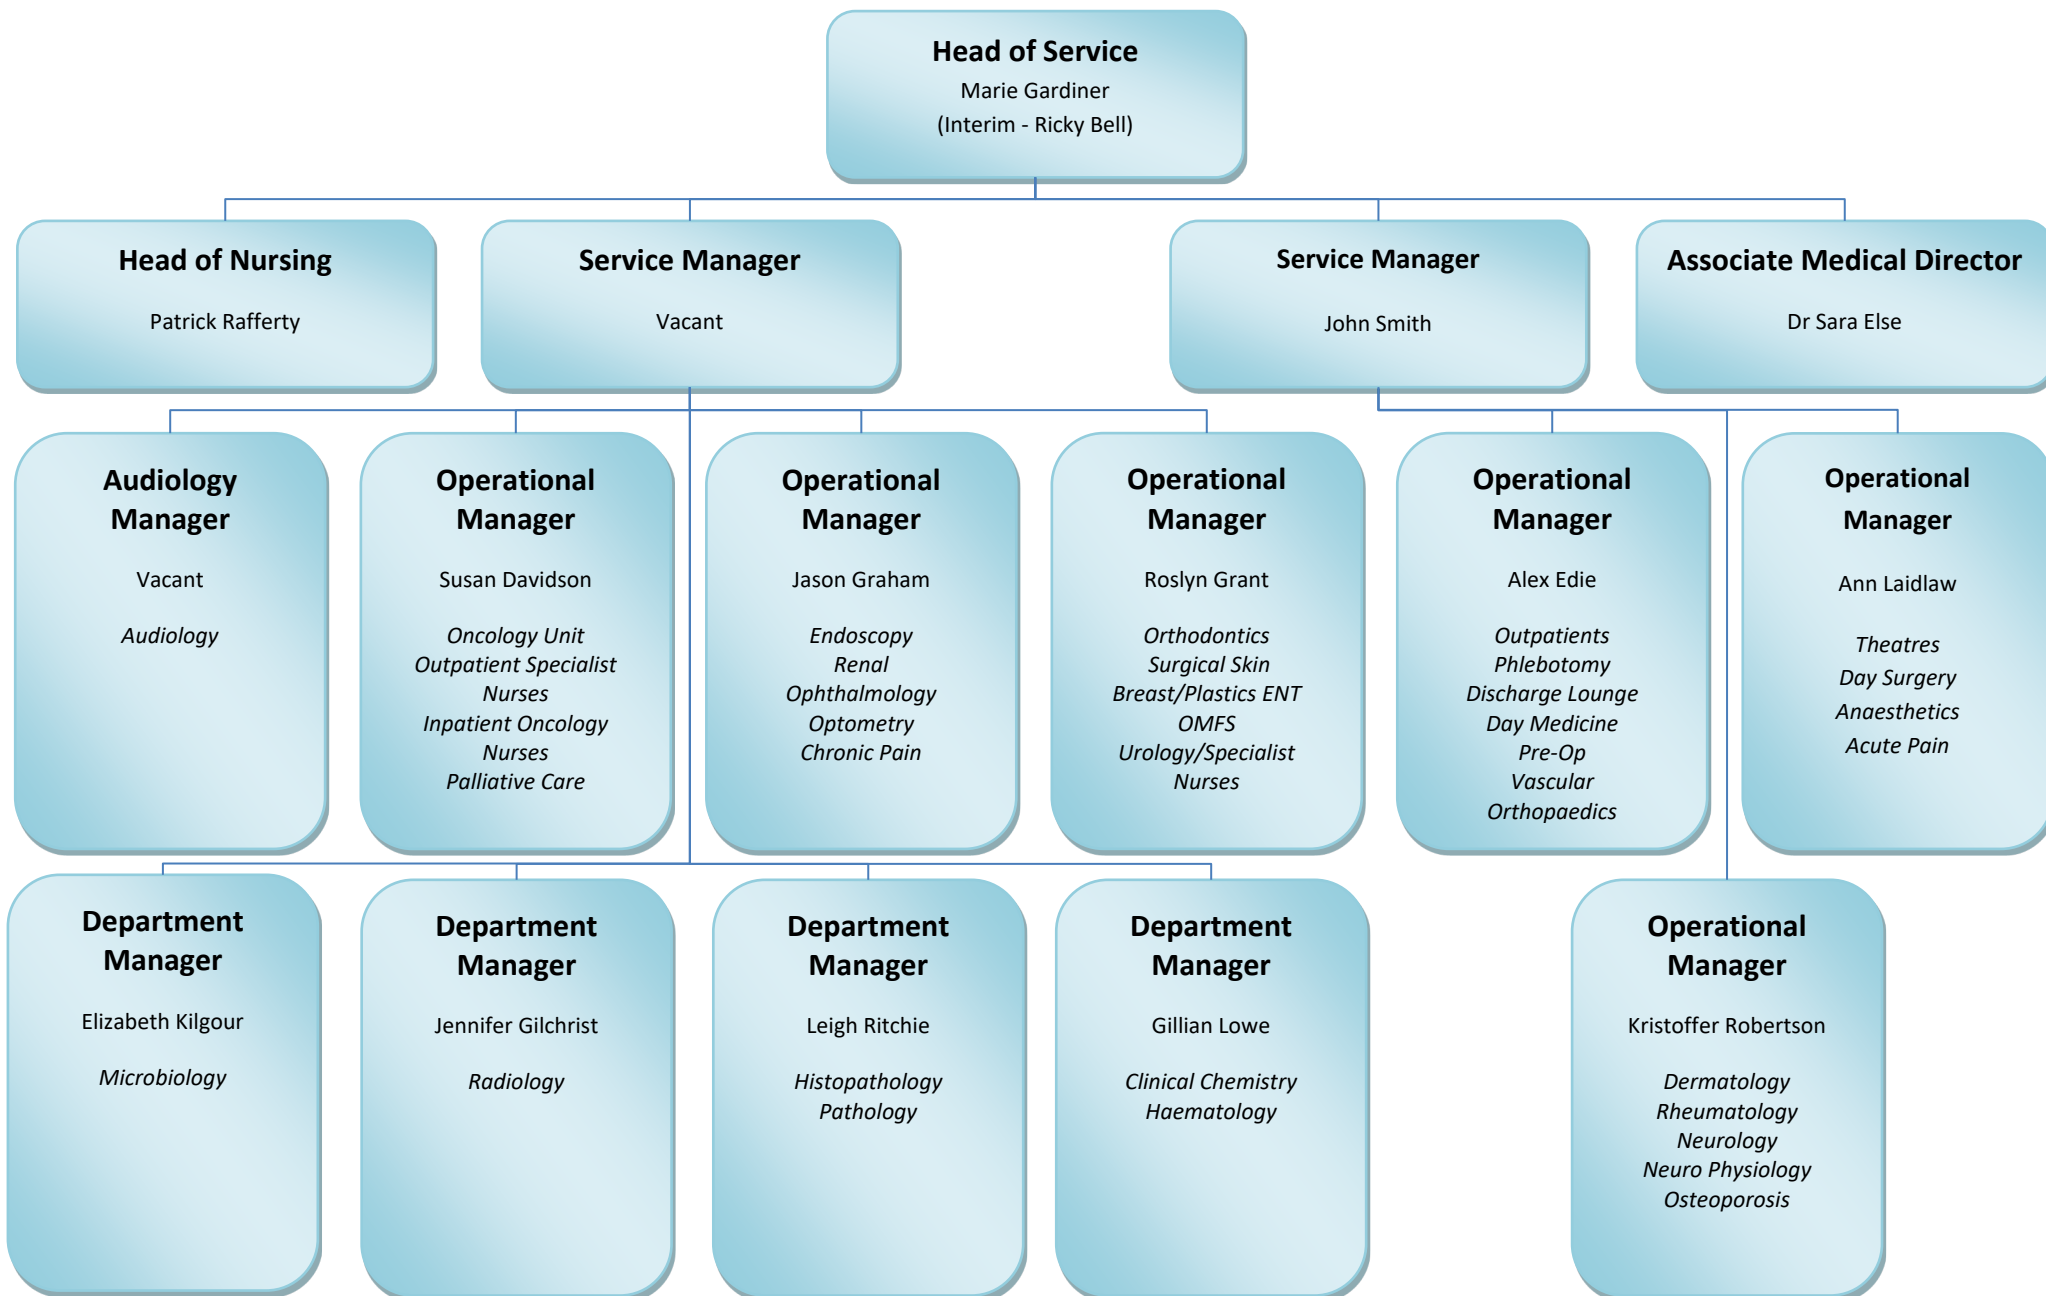 Head of Service
Marie Gardiner
(Interim - Ricky Bell)
Head of Nursing
Patrick Rafferty
Service Manager
Vacant
Service Manager
John Smith
Associate Medical Director
Dr Sara Else
Audiology
Manager
Vacant
Audiology
Operational
Manager
Susan Davidson
Oncology Unit
Outpatient Specialist
Nurses
Inpatient Oncology
Nurses
Palliative Care
Operational
Manager
Jason Graham
Endoscopy
Renal
Ophthalmology
Optometry
Chronic Pain
Operational
Manager
Roslyn Grant
Orthodontics
Surgical Skin
Breast/Plastics ENT
OMFS
Urology/Specialist
Nurses
Operational
Manager
Alex Edie
Outpatients
Phlebotomy
Discharge Lounge
Day Medicine
Pre-Op
Vascular
Orthopaedics
Operational
Manager
Ann Laidlaw
Theatres
Day Surgery
Anaesthetics
Acute Pain
Department
Manager
Elizabeth Kilgour
Microbiology
Department
Manager
Jennifer Gilchrist
Radiology
Department
Manager
Leigh Ritchie
Histopathology
Pathology
Department
Manager
Gillian Lowe
Clinical Chemistry
Haematology
Operational
Manager
Kristoffer Robertson
Dermatology
Rheumatology
Neurology
Neuro Physiology
Osteoporosis